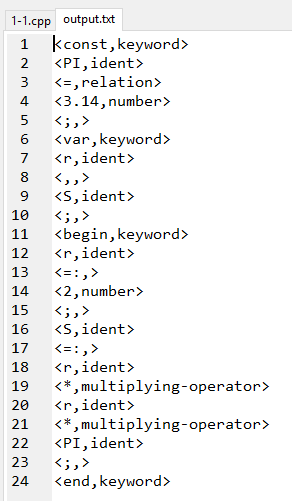 1-1.cpp output.txt
1 <const,keyword>
2 <PI,ident>
3 <=,relation>
4 <3.14,number>
5 <;,>
6 <var,keyword>
7 <r,ident>
8 <,,>
9 <S,ident>
10 <;,>
11 <begin,keyword>
12 <r,ident>
13 <=:,>
14 <2,number>
15 <;,>
16 <S,ident>
17 <=:,>
18 <r,ident>
19 <*,multiplying-operator>
20 <r,ident>
21 <*,multiplying-operator>
22 <PI,ident>
23 <;,>
24 <end,keyword>